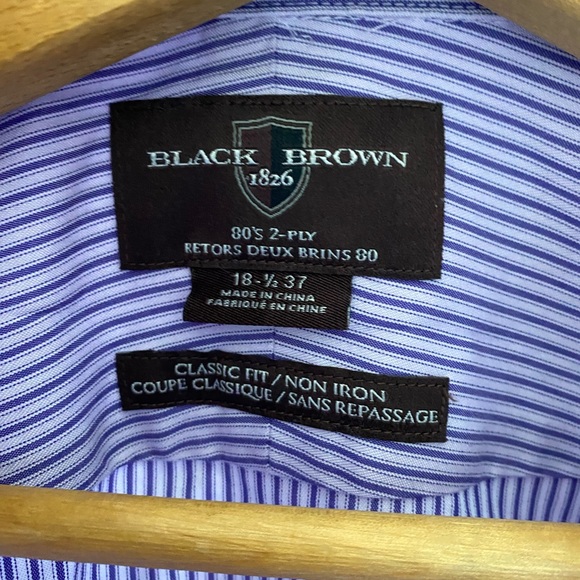 BLACK BROWN
1826
80'S 2-PLY
RETORS DEUX BRINS 80
18-½ 37
MADE IN CHINA
FABRIQUÉ EN CHINE
CLASSIC FIT / NON IRON
COUPE CLASSIQUE / SANS REPASSAGE